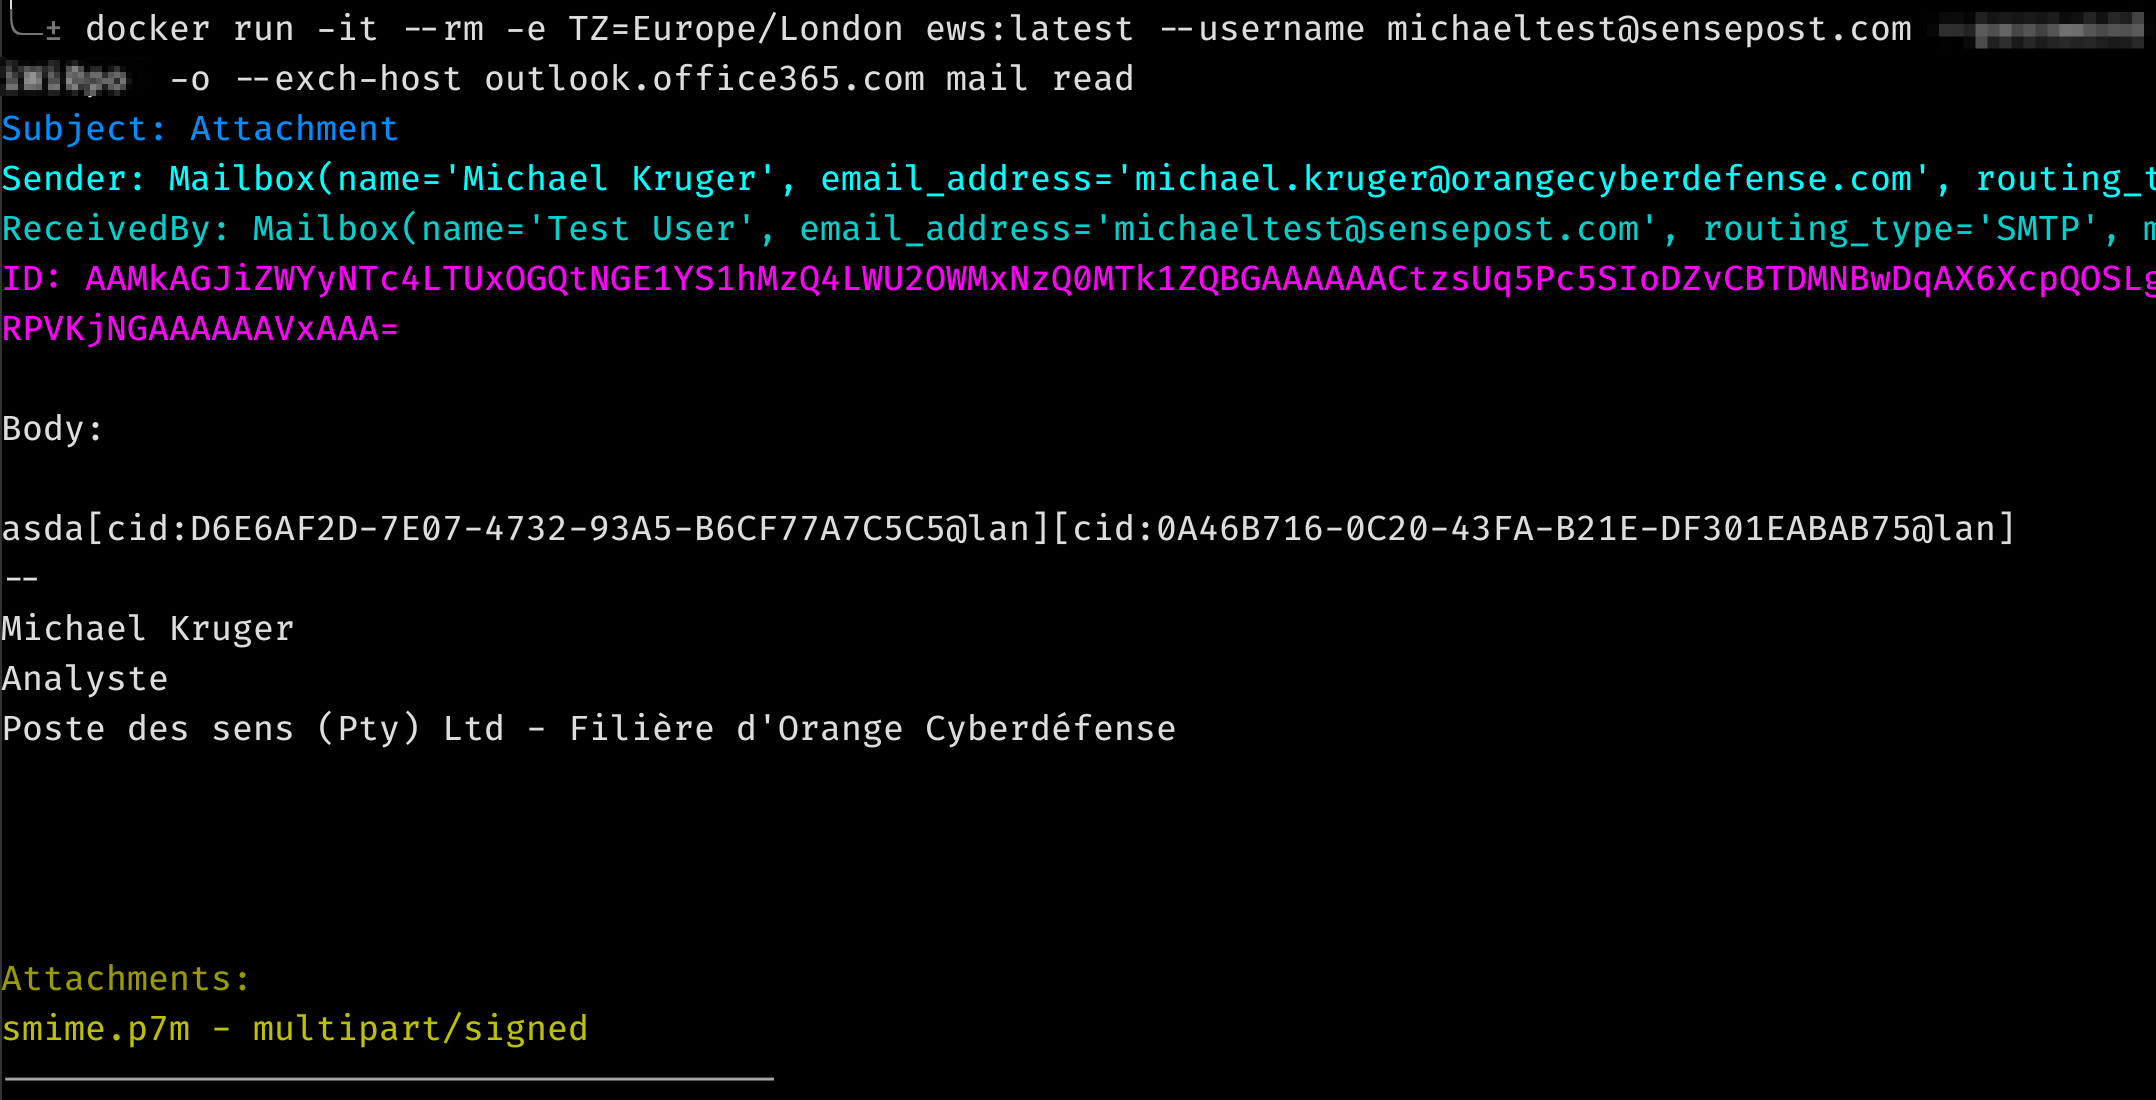 ± docker run -it --rm -e TZ=Europe/London ews:latest --username michaeltest@sensepost.com
-o --exch-host outlook.office365.com mail read
Subject: Attachment
Sender: Mailbox(name='Michael Kruger', email_address='michael.kruger@orangecyberdefense.com', routing_t
ReceivedBy: Mailbox(name='Test User', email_address='michaeltest@sensepost.com', routing_type='SMTP', m
ID: AAMkAGJiZWYyNTc4LTUxOGQtNGE1YS1hMzQ4LWU2OWMxNzQ0MTk1ZQBGAAAAAACtzsUq5Pc5SIoDZvCBTDMNBwDqAX6XcpQOSLg
RPVKjNGAAAAAAVxAAA=
Body:
asda[cid:D6E6AF2D-7E07-4732-93A5-B6CF77A7C5C5@lan][cid:0A46B716-0C20-43FA-B21E-DF301EABAB75@lan]
--
Michael Kruger
Analyste
Poste des sens (Pty) Ltd - Filière d'Orange Cyberdéfense
Attachments:
smime.p7m - multipart/signed